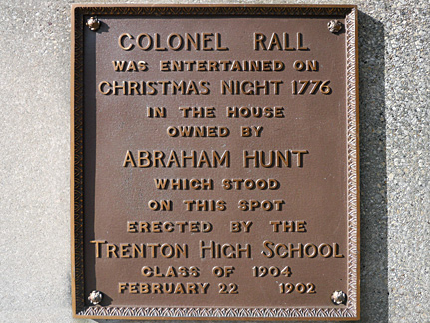 COLONEL RALL
WAS ENTERTAINED ON
CHRISTMAS NIGHT 1776
IN THE HOUSE
OWNED BY
ABRAHAM HUNT
WHICH STOOD
ON THIS SPOT
ERECTED BY THE
TRENTON HIGH SCHOOL
CLASS OF 1904
FEBRUARY 22 1902